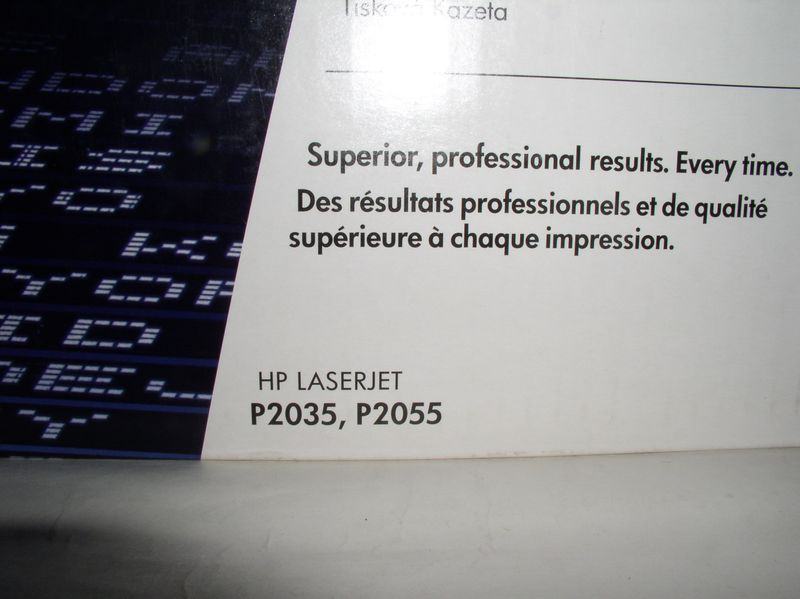 Tisková Kazeta
Superior, professional results. Every time.
Des résultats professionnels et de qualité
supérieure à chaque impression.
HP LASERJET
P2035, P2055